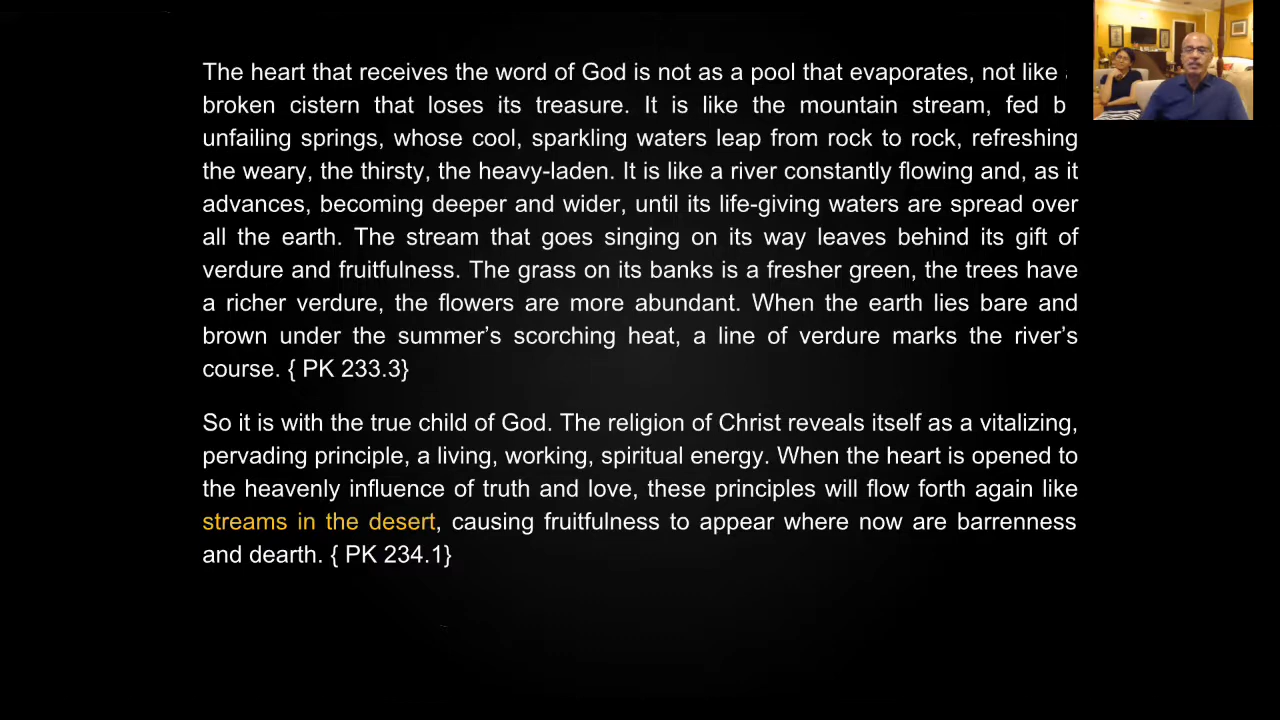 The heart that receives the word of God is not as a pool that evaporates, not like
broken cistern that loses its treasure. It is like the mountain stream, fed b
unfailing springs, whose cool, sparkling waters leap from rock to rock, refreshing
the weary, the thirsty, the heavy-laden. It is like a river constantly flowing and, as it
advances, becoming deeper and wider, until its life-giving waters are spread over
all the earth. The stream that goes singing on its way leaves behind its gift of
verdure and fruitfulness. The grass on its banks is a fresher green, the trees have
a richer verdure, the flowers are more abundant. When the earth lies bare and
brown under the summer’s scorching heat, a line of verdure marks the river’s
course. { PK 233.3}
So it is with the true child of God. The religion of Christ reveals itself as a vitalizing,
pervading principle, a living, working, spiritual energy. When the heart is opened to
the heavenly influence of truth and love, these principles will flow forth again like
streams in the desert, causing fruitfulness to appear where now are barrenness
and dearth. { PK 234.1}